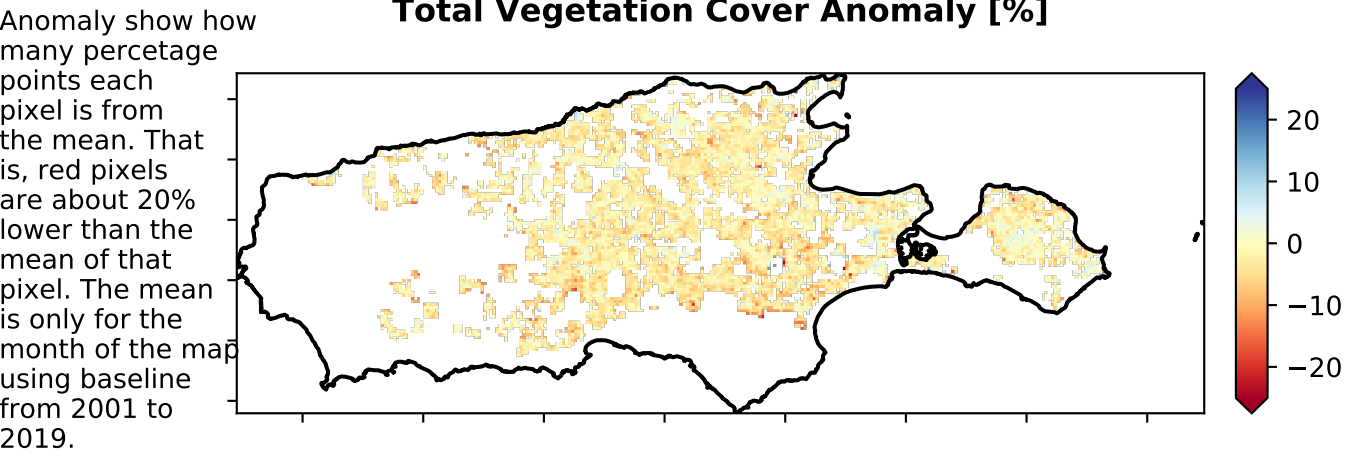 Total Vegetation Cover Anomaly [%]
Anomaly show how
many percetage
points each
pixel is from
the mean. That
is, red pixels
are about 20%
lower than the
mean of that
pixel. The mean
is only for the
month of the map
using baseline
from 2001 to
2019.
20
10
0
−10
−20